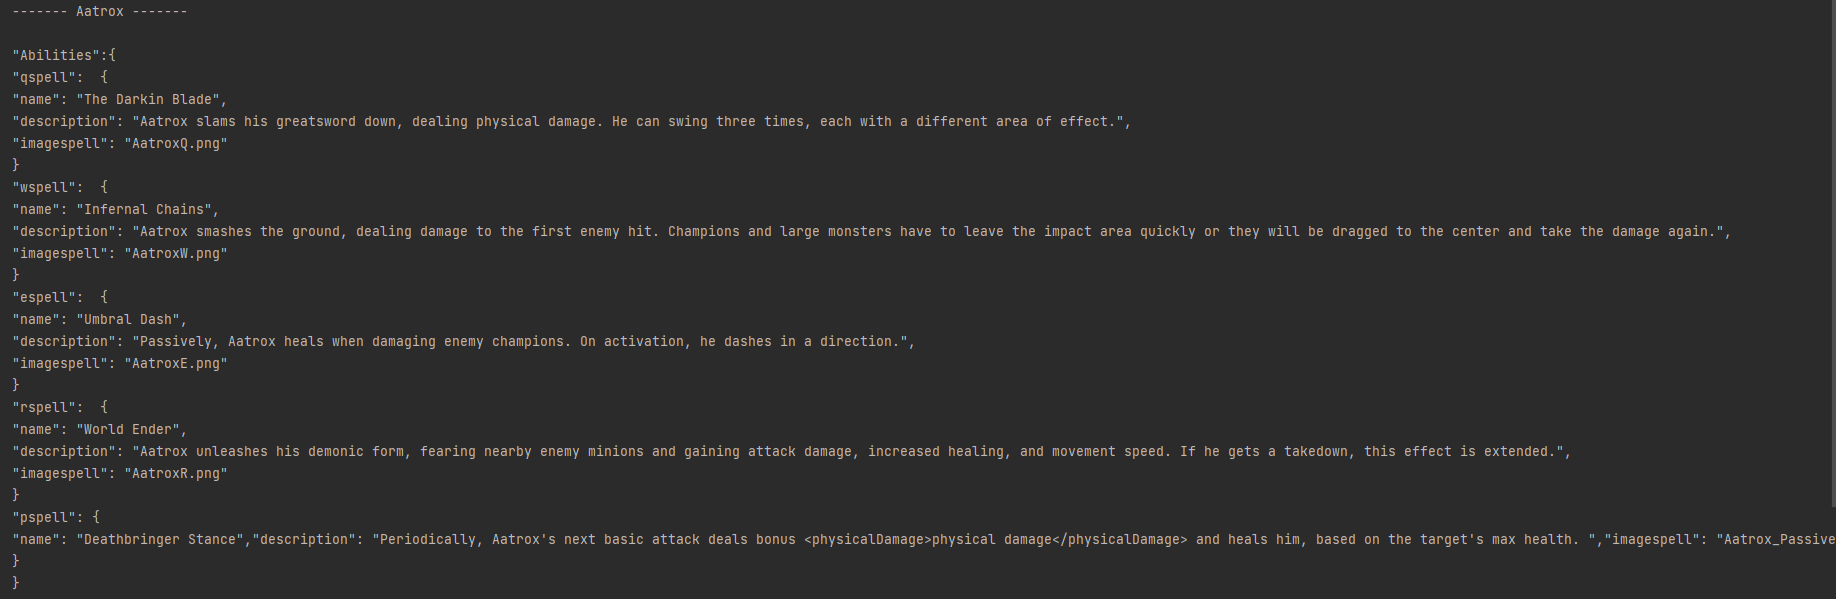 ------- Aatrox -------
"Abilities":{
"qspell":  {
"name": "The Darkin Blade",
"description": "Aatrox slams his greatsword down, dealing physical damage. He can swing three times, each with a different area of effect.",
"imagespell": "AatroxQ.png"
}
"wspell":  {
"name": "Infernal Chains",
"description": "Aatrox smashes the ground, dealing damage to the first enemy hit. Champions and large monsters have to leave the impact area quickly or they will be dragged to the center and take the damage again.",
"imagespell": "AatroxW.png"
}
"espell":  {
"name": "Umbral Dash",
"description": "Passively, Aatrox heals when damaging enemy champions. On activation, he dashes in a direction.",
"imagespell": "AatroxE.png"
}
"rspell":  {
"name": "World Ender",
"description": "Aatrox unleashes his demonic form, fearing nearby enemy minions and gaining attack damage, increased healing, and movement speed. If he gets a takedown, this effect is extended.",
"imagespell": "AatroxR.png"
}
"pspell": {
"name": "Deathbringer Stance","description": "Periodically, Aatrox's next basic attack deals bonus <physicalDamage>physical damage</physicalDamage> and heals him, based on the target's max health. ","imagespell": "Aatrox_Passive
}
}